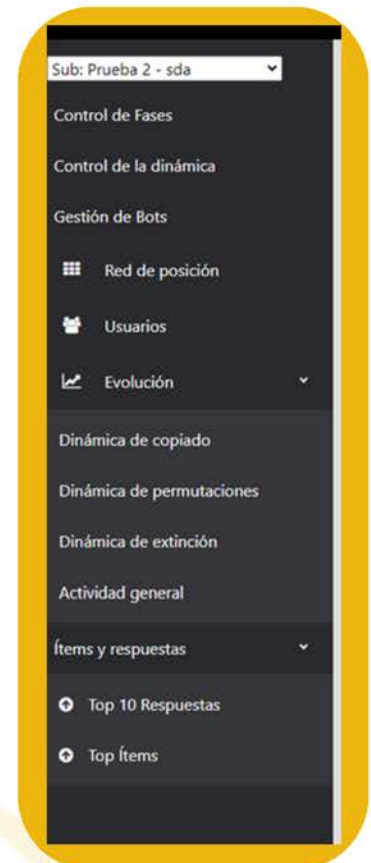 Sub: Prueba 2 - sda
Control de Fases
Control de la dinámica
Gestión de Bots
Red de posición
Usuarios
Evolución
Dinámica de copiado
Dinámica de permutaciones
Dinámica de extinción
Actividad general
Ítems y respuestas
Top 10 Respuestas
Top Ítems